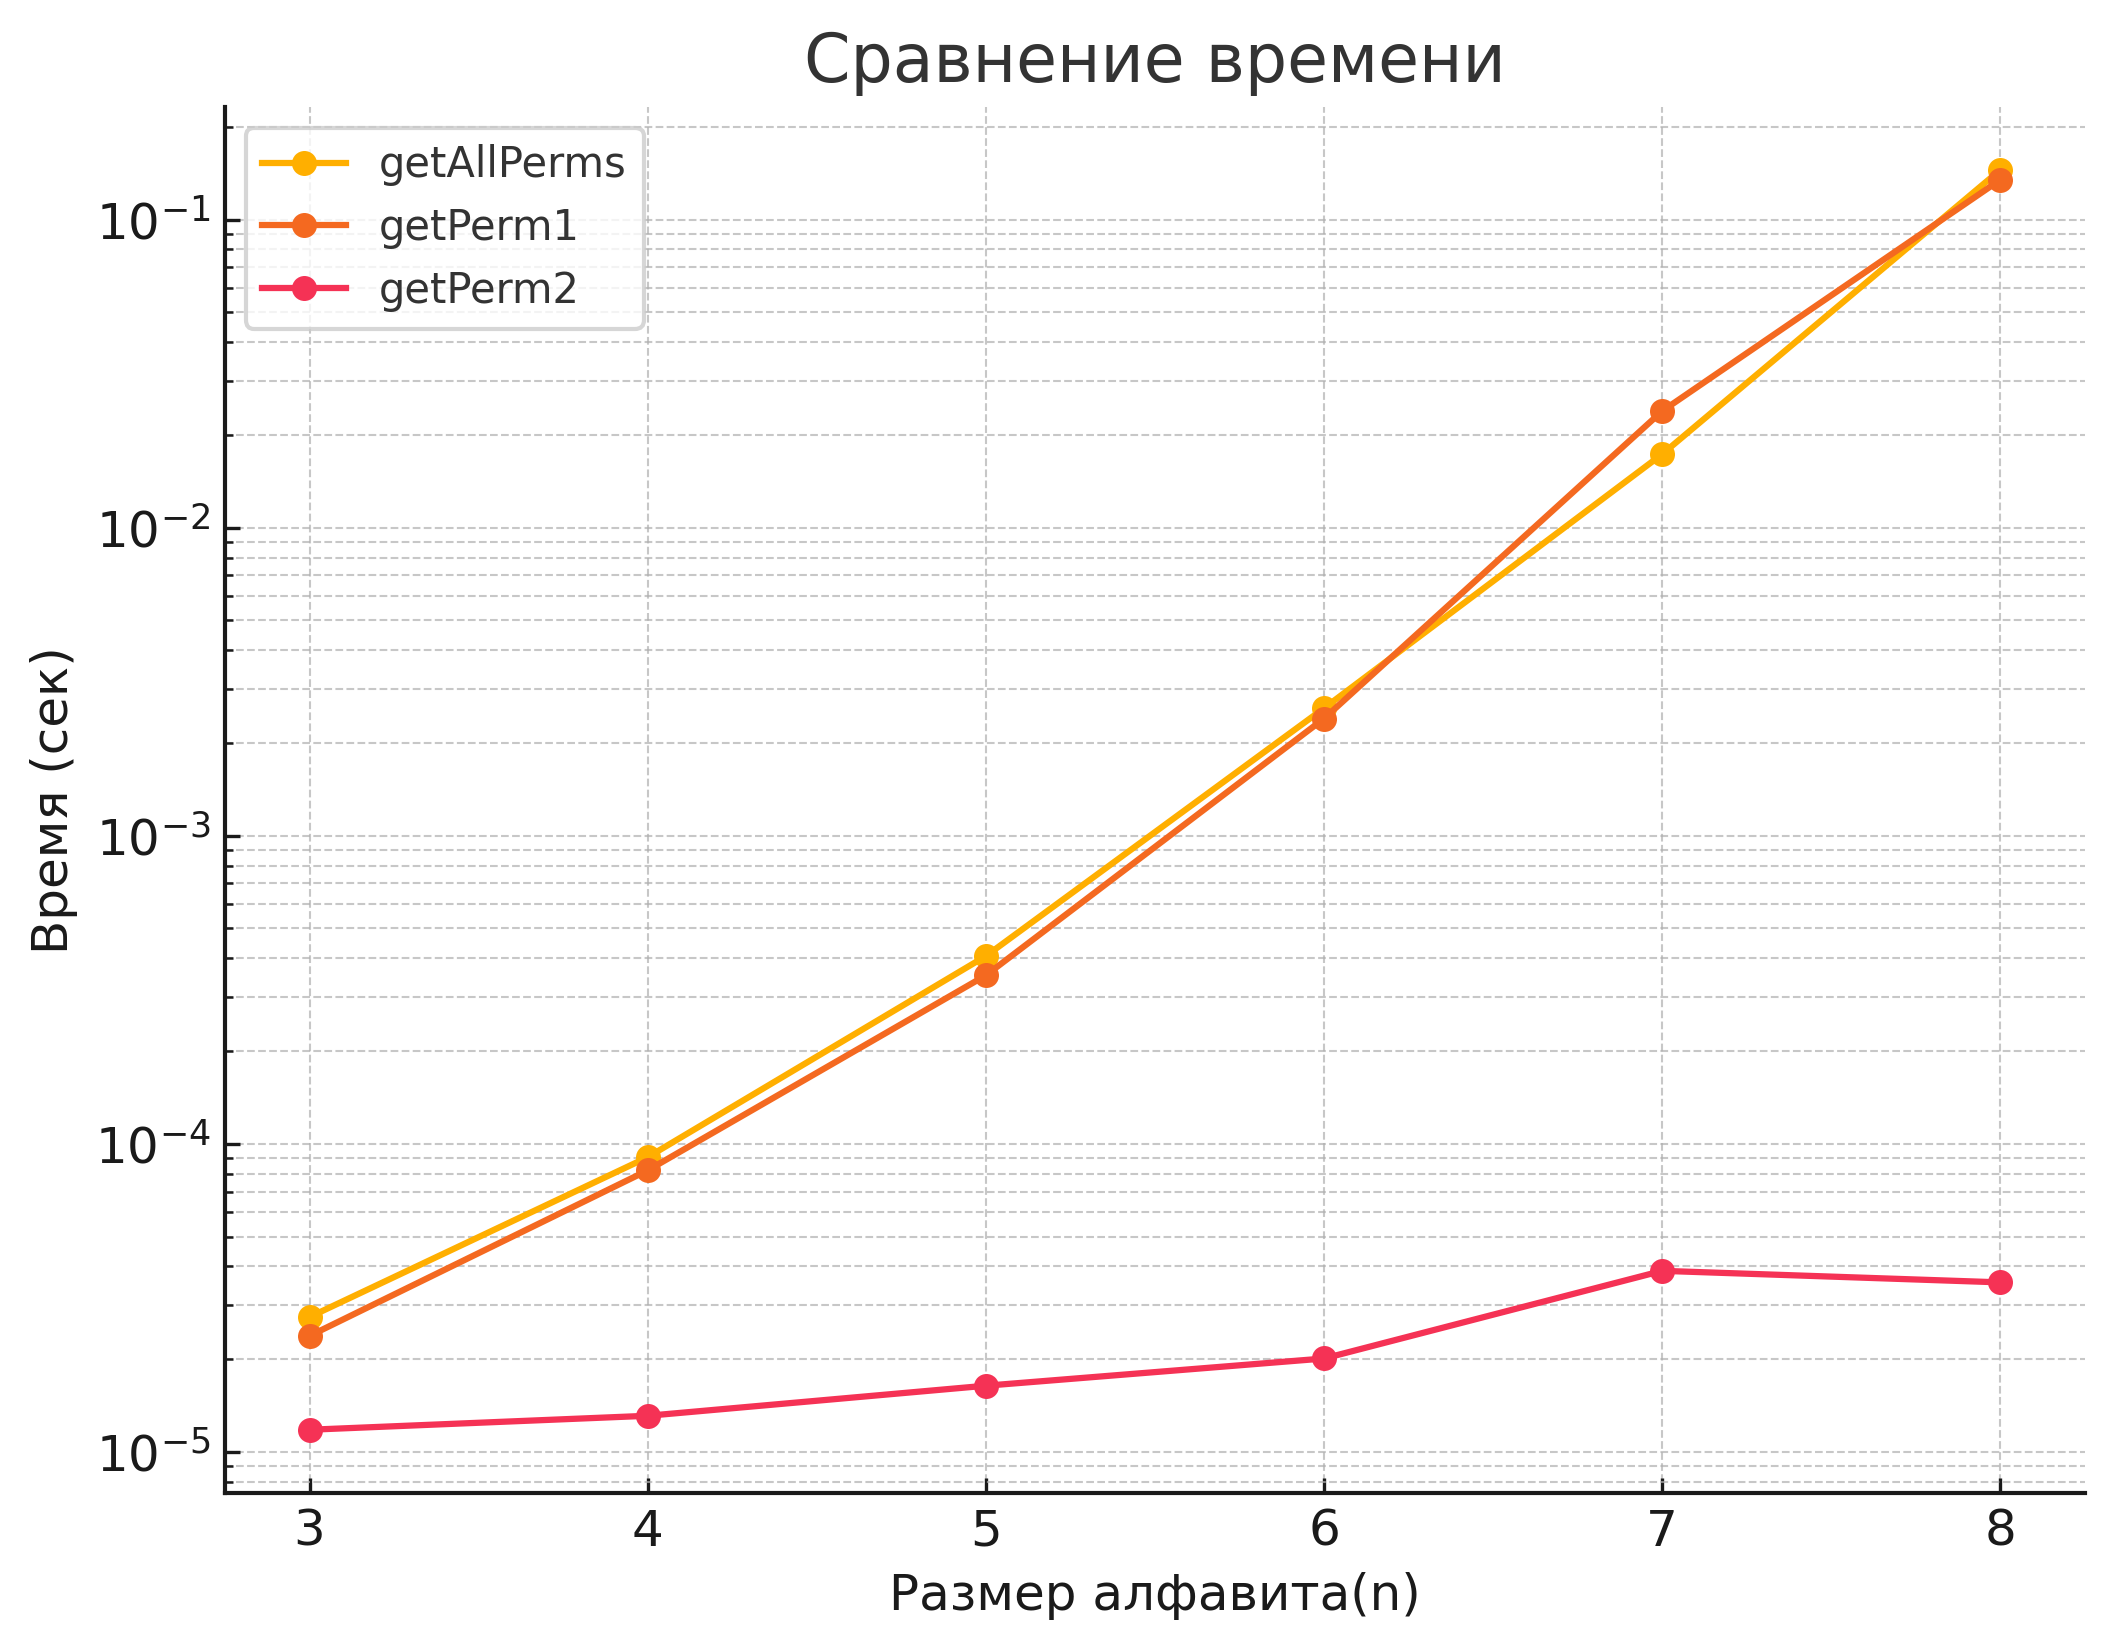 Сравнение времени
getAllPerms
getPerm1
getPerm2
Время (сек)
10⁻¹
10⁻²
10⁻³
10⁻⁴
10⁻⁵
3 4 5 6 7 8
Размер алфавита(n)